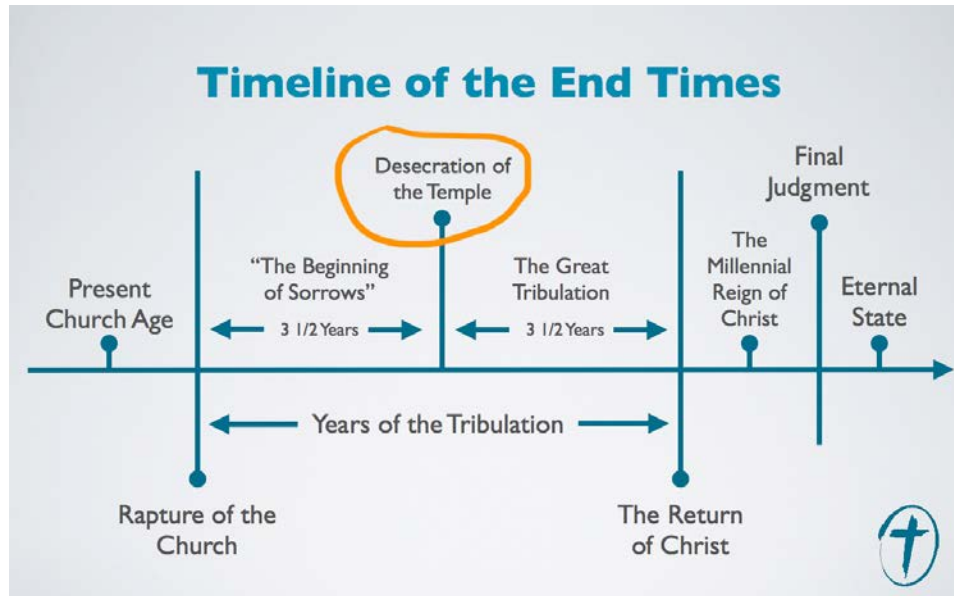 Timeline of the End Times
Desecration of
the Temple
Final
Judgment
"The Beginning
of Sorrows"
The Great
Tribulation
The
Millennial
Reign of
Christ
Present
Church Age
Eternal
State
3 1/2 Years
3 1/2 Years
Years of the Tribulation
Rapture of the
Church
The Return
of Christ